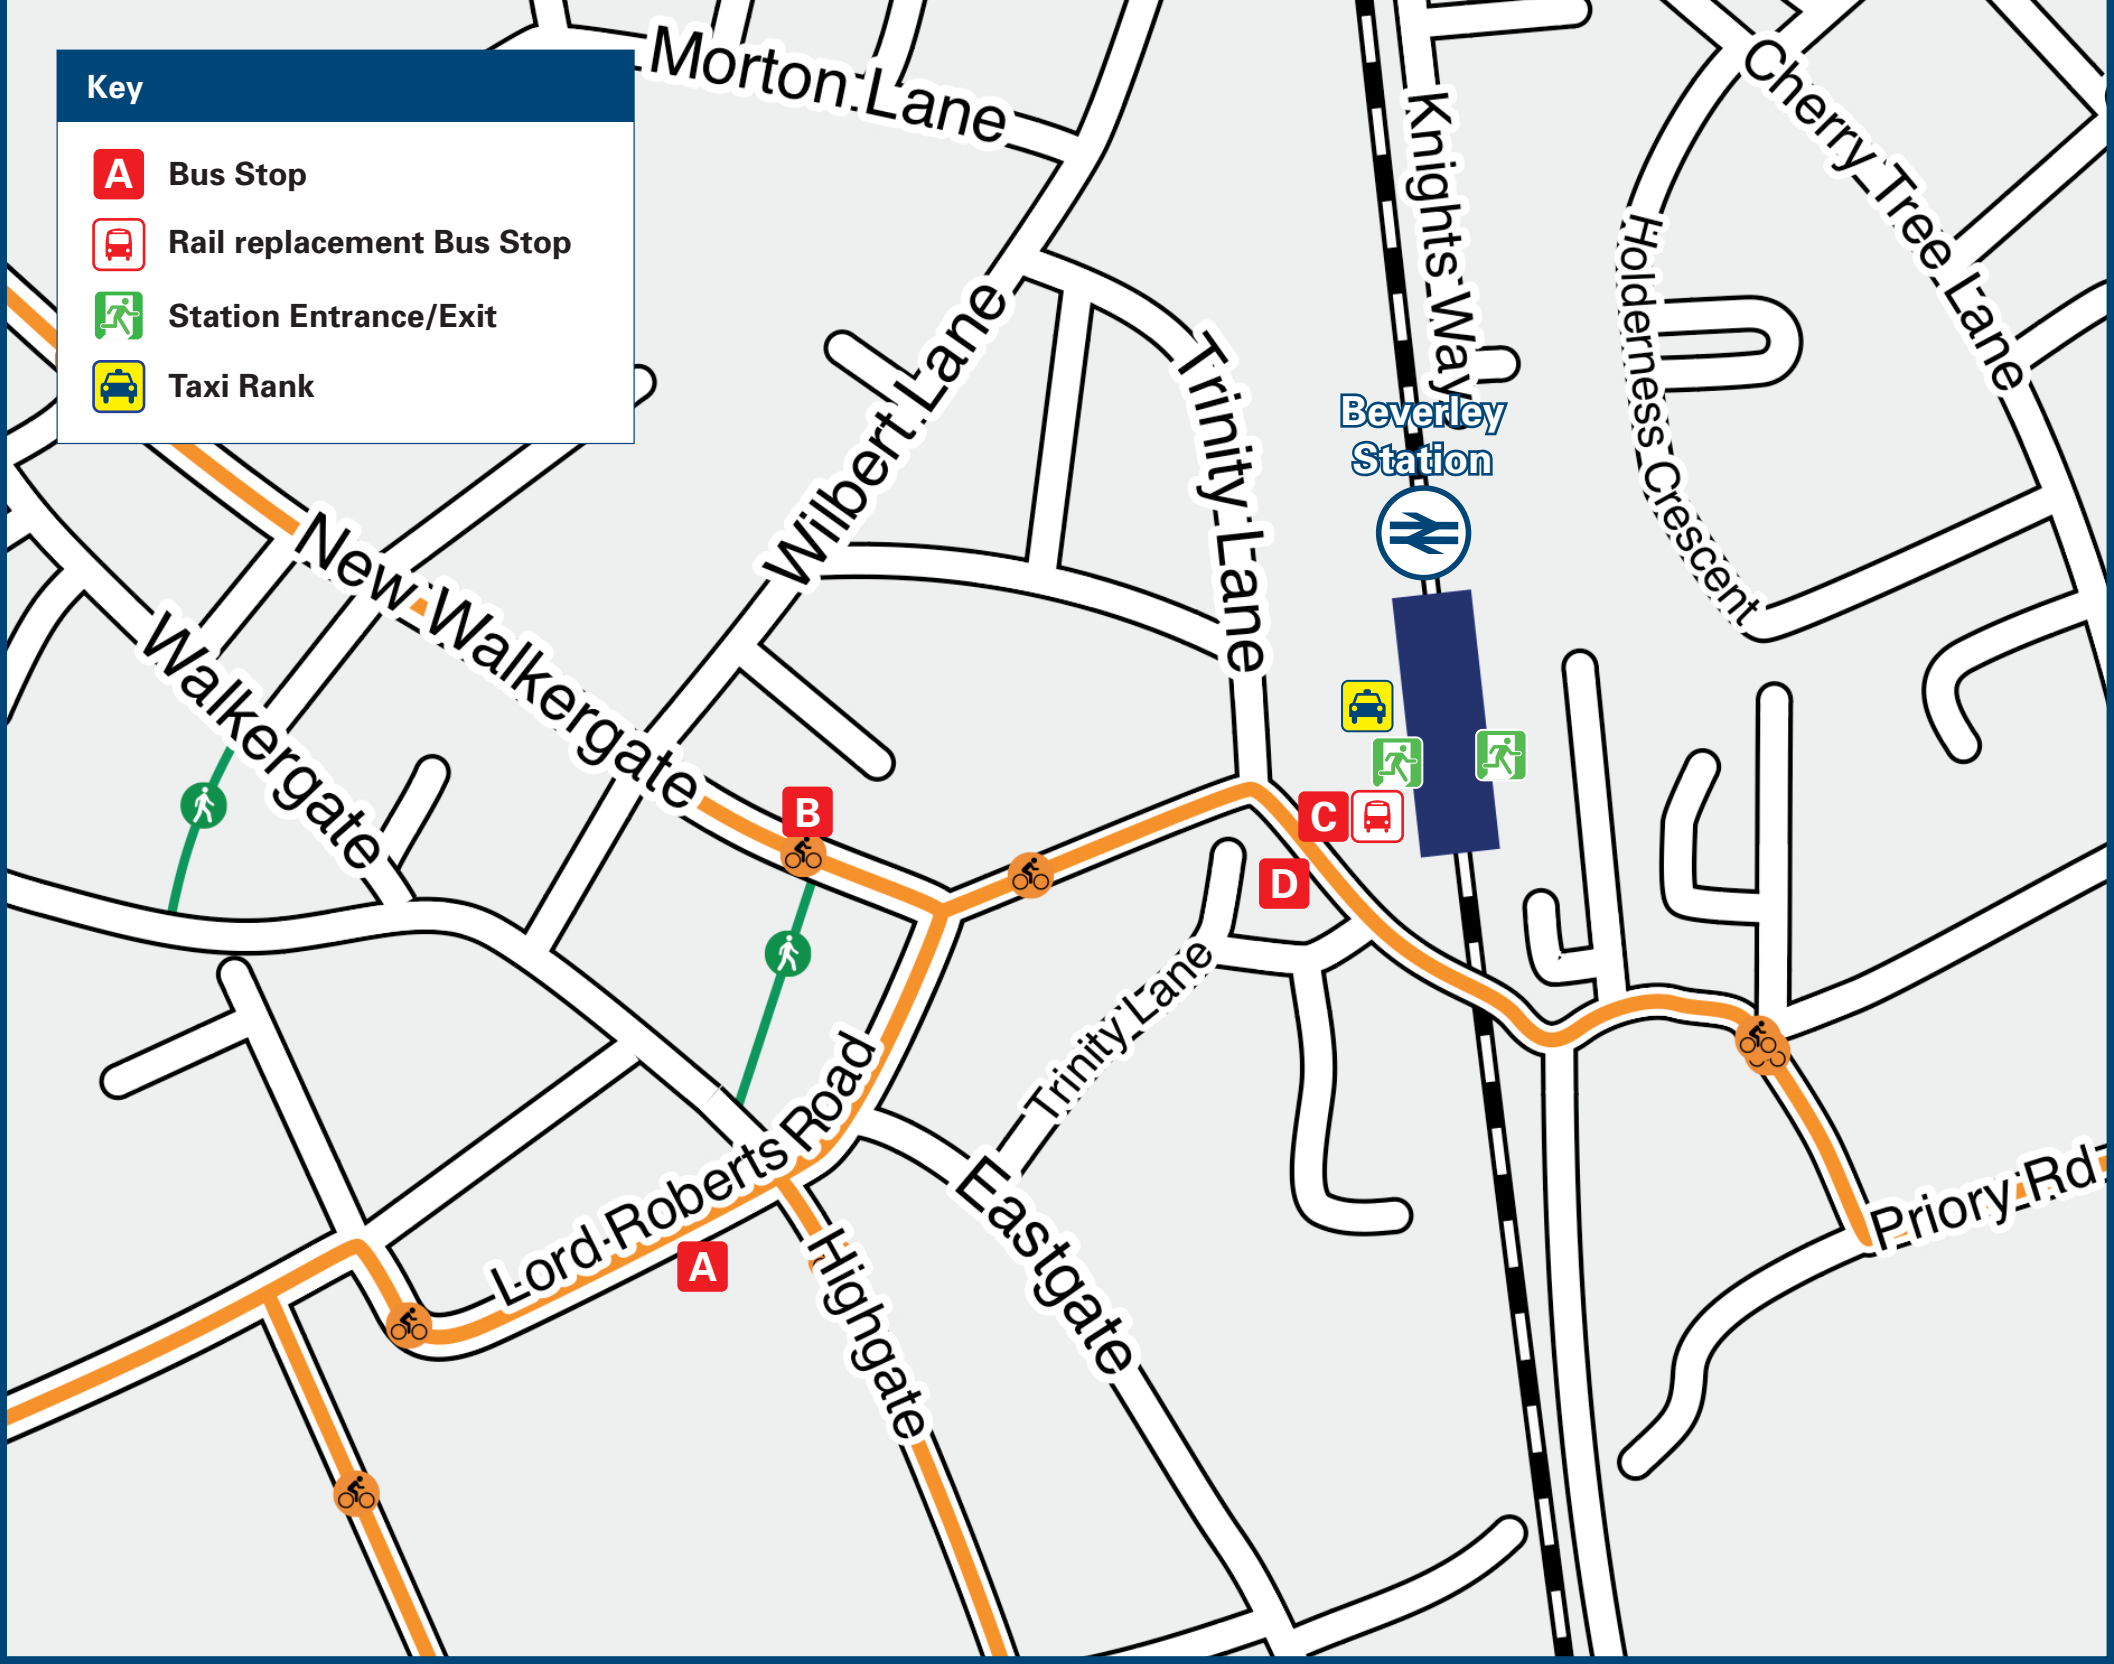 Key
A Bus Stop
Rail replacement Bus Stop
Station Entrance/Exit
Taxi Rank
Morton Lane
Knights Way
Cherry Tree Lane
Holderness Crescent
Wilbert Lane
Trinity Lane
Beverley
Station
New Walkergate
Walkergate
B
C
D
Trinity Lane
Lord Roberts Road
A
Highgate
Eastgate
Priory Rd